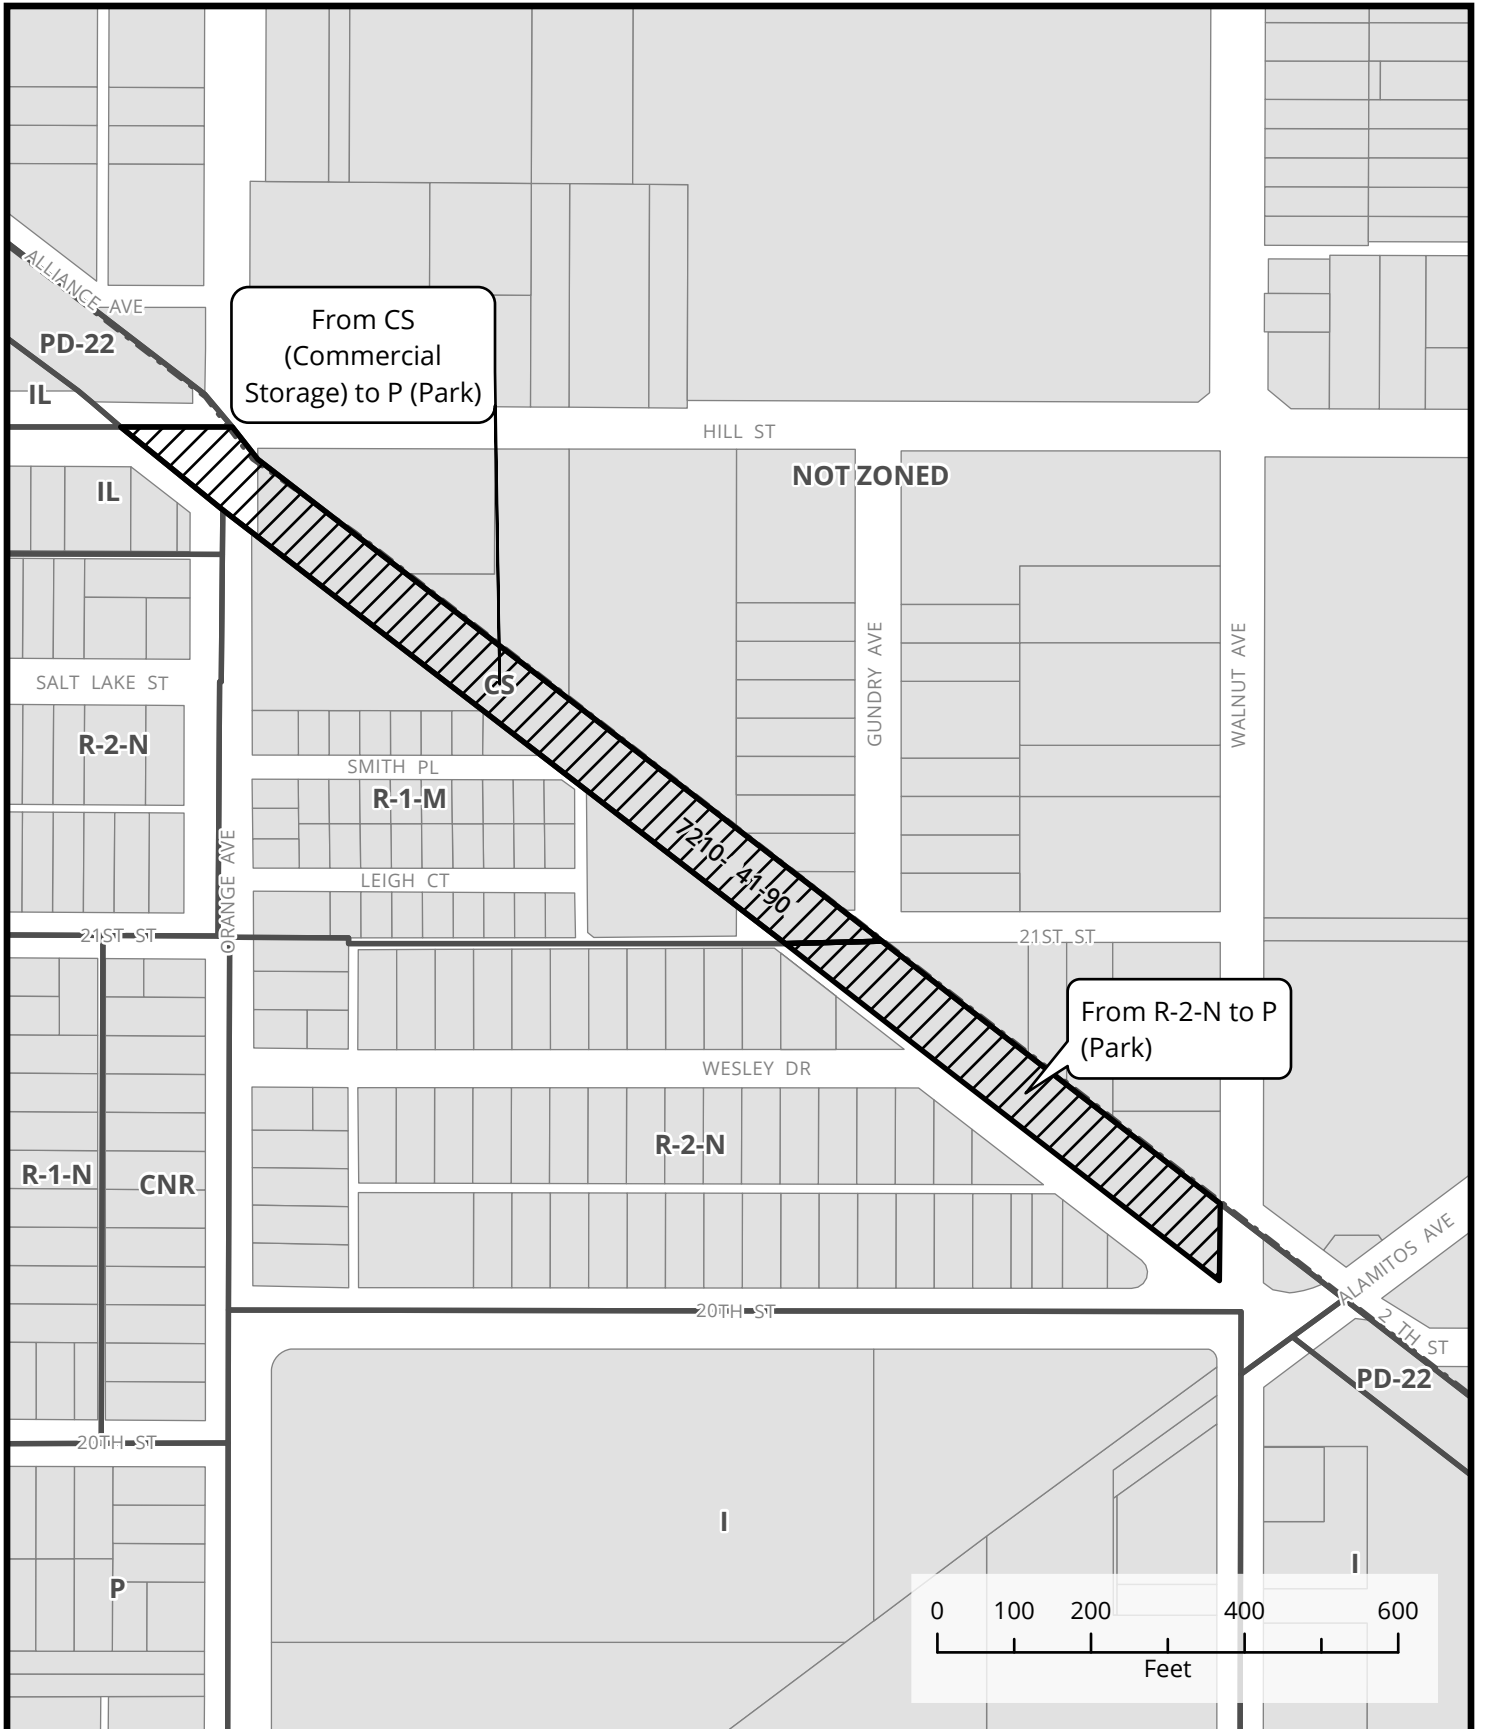 ALLIANCE AVE
PD-22
IL
From CS
(Commercial
Storage) to P (Park)
HILL ST
NOT ZONED
IL
GUNDRY AVE
WALNUT AVE
SALT LAKE ST
CS
R-2-N
SMITH PL
R-1-M
7210- 41-90
ORANGE AVE
LEIGH CT
21ST ST
21ST ST
From R-2-N to P
(Park)
WESLEY DR
R-2-N
R-1-N
CNR
ALAMITOS AVE
20TH ST
2 TH ST
PD-22
20TH ST
I
I
P
0 100 200 400 600
Feet